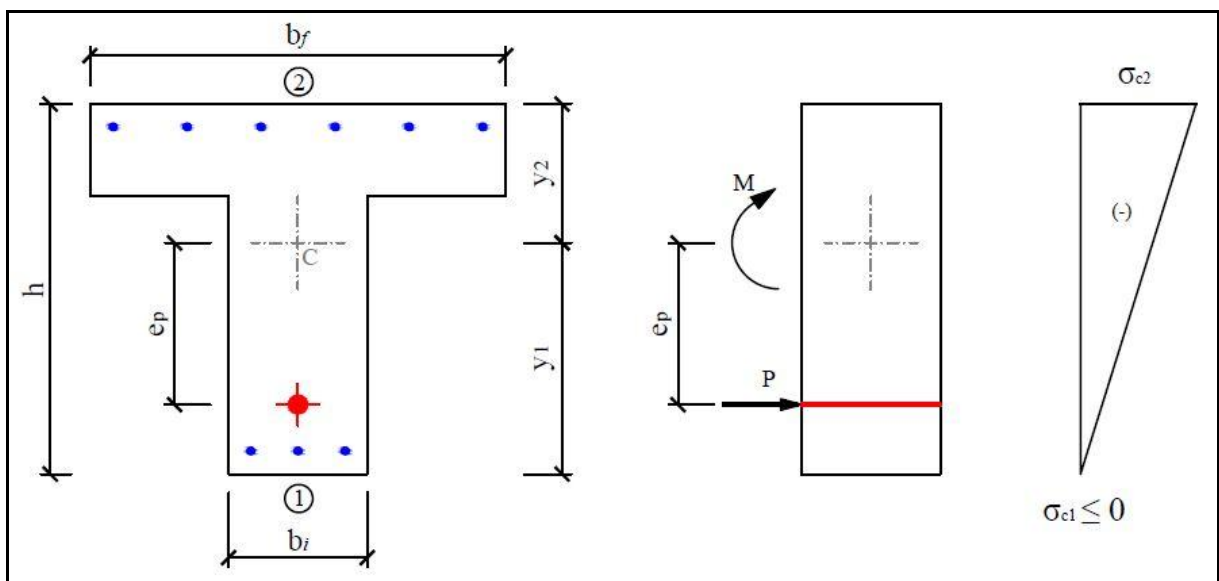 bf
②
h
C
ep
y2
y1
①
bi
M
ep
P
σc2
(-)
σc1 ≤ 0